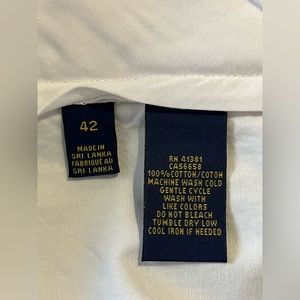 42
MADE IN
SRI LANKA
FABRIQUÉ AU
SRI LANKA
RN 41381
CA56658
100% COTTON/COTON
MACHINE WASH COLD
GENTLE CYCLE
WASH WITH
LIKE COLORS
DO NOT BLEACH
TUMBLE DRY LOW
COOL IRON IF NEEDED